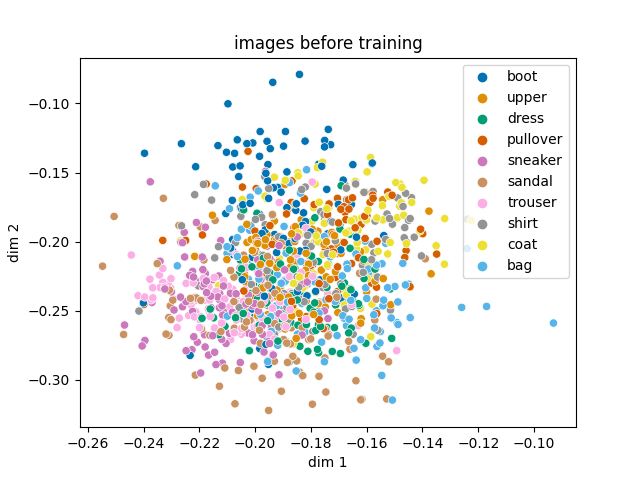 images before training
boot
upper
dress
pullover
sneaker
sandal
trouser
shirt
coat
bag
dim 2
−0.10
−0.15
−0.20
−0.25
−0.30
−0.26 −0.24 −0.22 −0.20 −0.18 −0.16 −0.14 −0.12 −0.10
dim 1